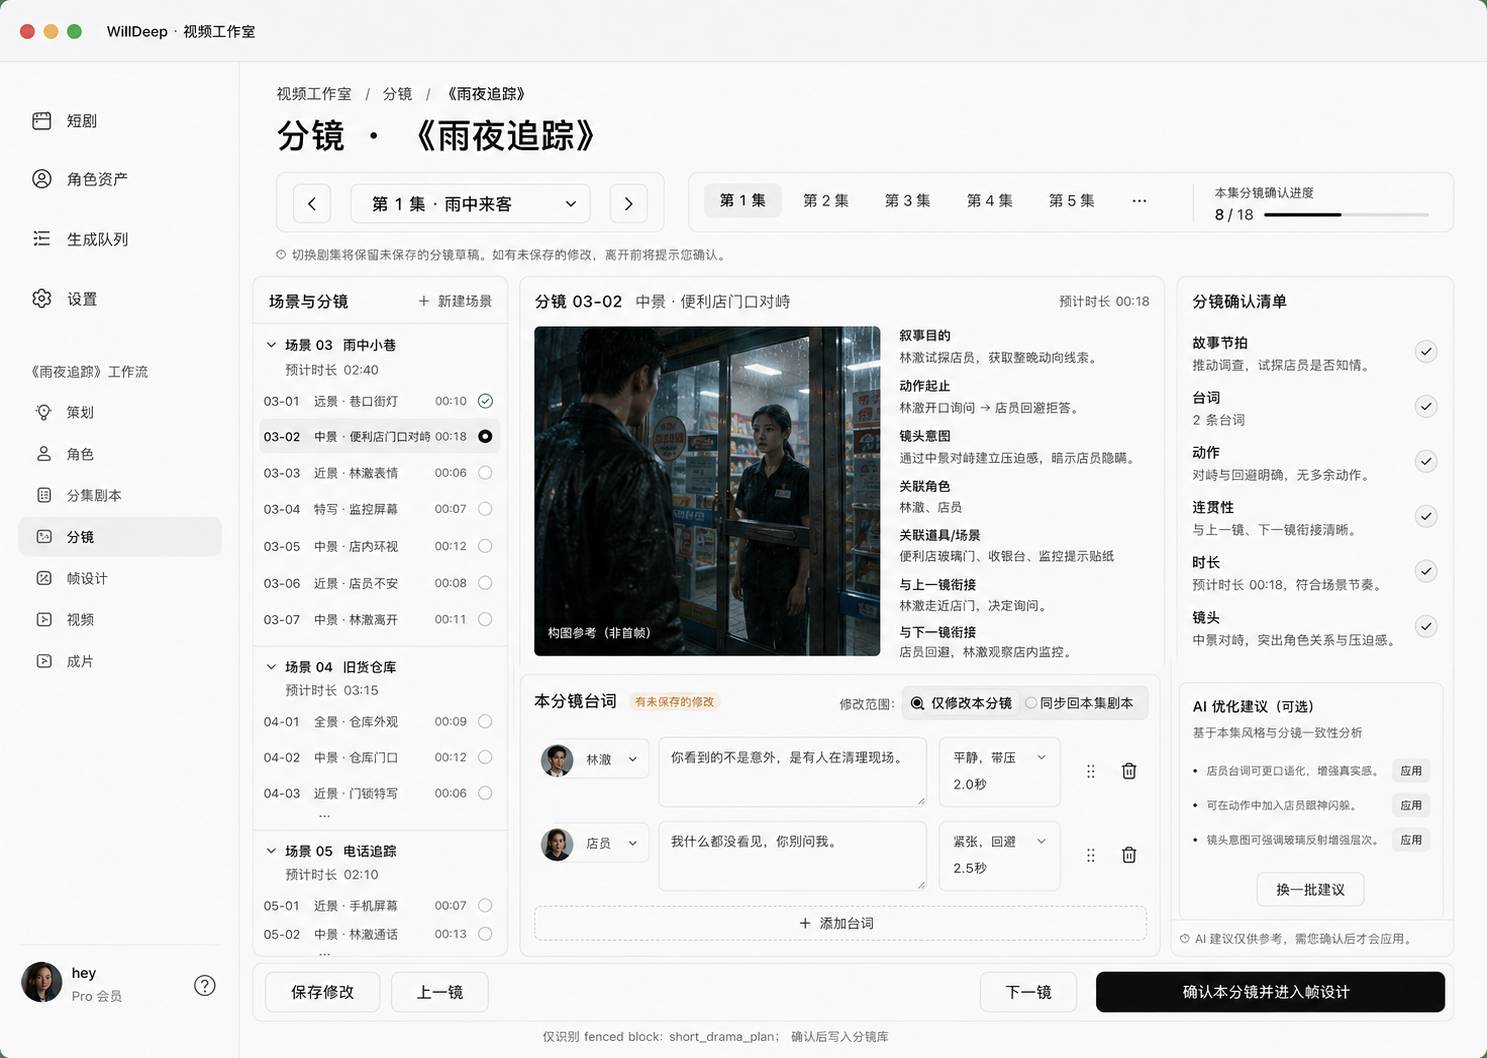 WillDeep · 视频工作室
短剧
角色资产
生成队列
设置
《雨夜追踪》工作流
策划
角色
分集剧本
分镜
帧设计
视频
成片
hey
Pro 会员
视频工作室 / 分镜 / 《雨夜追踪》
分镜 · 《雨夜追踪》
第 1 集 · 雨中来客
第 1 集 第 2 集 第 3 集 第 4 集 第 5 集 ···
本集分镜确认进度
8 / 18
切换剧集将保留未保存的分镜草稿。如有未保存的修改，离开前将提示您确认。
场景与分镜 + 新建场景
场景 03 雨中小巷
预计时长 02:40
03-01 远景 · 巷口街灯 00:10
03-02 中景 · 便利店门口对峙 00:18
03-03 近景 · 林澈表情 00:06
03-04 特写 · 监控屏幕 00:07
03-05 中景 · 店内环视 00:12
03-06 近景 · 店员不安 00:08
03-07 中景 · 林澈离开 00:11
场景 04 旧货仓库
预计时长 03:15
04-01 全景 · 仓库外观 00:09
04-02 中景 · 仓库门口 00:12
04-03 近景 · 门锁特写 00:06
...
场景 05 电话追踪
预计时长 02:10
05-01 近景 · 手机屏幕 00:07
05-02 中景 · 林澈通话 00:13
...
分镜 03-02 中景 · 便利店门口对峙 预计时长 00:18
构图参考（非首帧）
叙事目的
林澈试探店员，获取整晚动向线索。
动作起止
林澈开口询问 → 店员回避拒答。
镜头意图
通过中景对峙建立压迫感，暗示店员隐瞒。
关联角色
林澈、店员
关联道具/场景
便利店玻璃门、收银台、监控提示贴纸
与上一镜衔接
林澈走近店门，决定询问。
与下一镜衔接
店员回避，林澈观察店内监控。
本分镜台词 有未保存的修改 修改范围： 仅修改本分镜 同步回本集剧本
林澈
你看到的不是意外，是有人在清理现场。
平静，带压
2.0秒
店员
我什么都没看见，你别问我。
紧张，回避
2.5秒
+ 添加台词
分镜确认清单
故事节拍
推动调查，试探店员是否知情。
台词
2 条台词
动作
对峙与回避明确，无多余动作。
连贯性
与上一镜、下一镜衔接清晰。
时长
预计时长 00:18，符合场景节奏。
镜头
中景对峙，突出角色关系与压迫感。
AI 优化建议（可选）
基于本集风格与分镜一致性分析
• 店员台词可更口语化，增强真实感。 应用
• 可在动作中加入店员眼神闪躲。 应用
• 镜头意图可强调玻璃反射增强层次。 应用
换一批建议
AI 建议仅供参考，需您确认后才会应用。
保存修改 上一镜 下一镜 确认本分镜并进入帧设计
仅识别 fenced block: short_drama_plan； 确认后写入分镜库